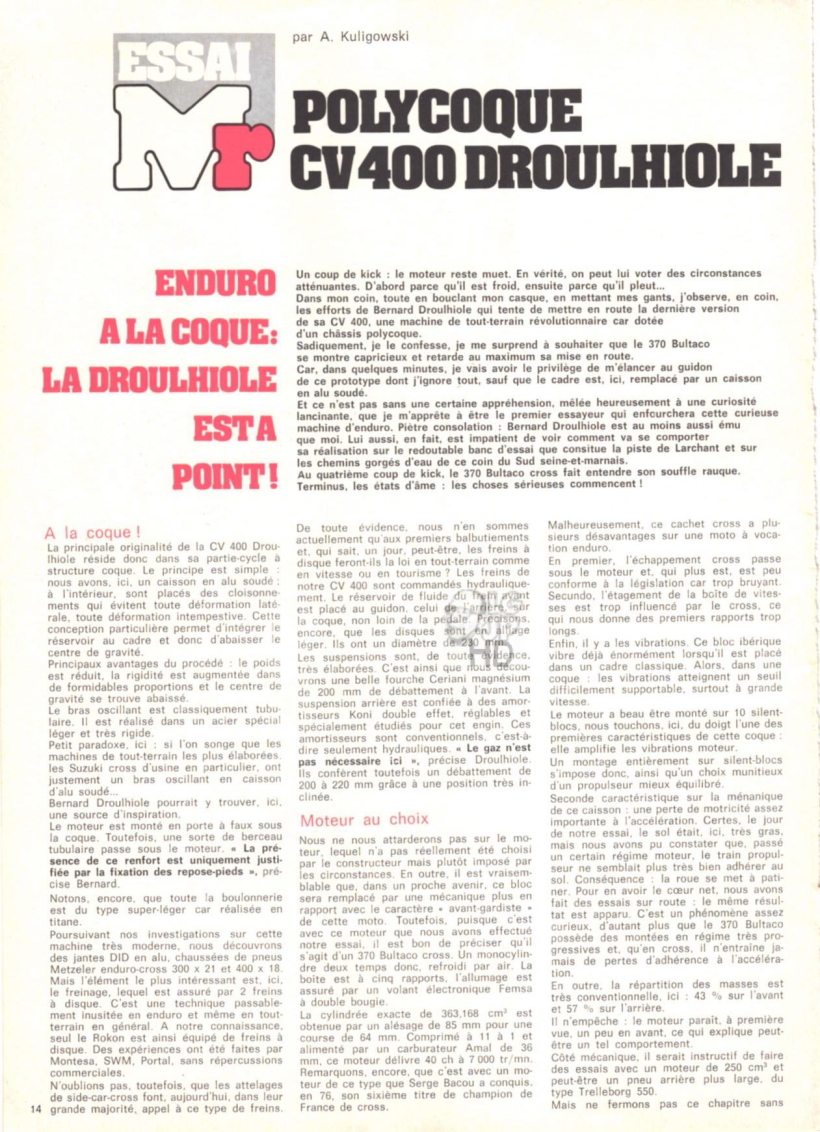 par A. Kuligowski
ESSAI
Mr
POLYCOQUE
CV 400 DROULHIOLE
ENDURO
A LA COQUE:
LA DROULHIOLE
EST A
POINT !
Un coup de kick : le moteur reste muet. En vérité, on peut lui voter des circonstances
atténuantes. D'abord parce qu'il est froid, ensuite parce qu'il pleut...
Dans mon coin, toute en bouclant mon casque, en mettant mes gants, j'observe, en coin,
les efforts de Bernard Droulhiole qui tente de mettre en route la dernière version
de sa CV 400, une machine de tout-terrain révolutionnaire car dotée
d'un châssis polycoque.
Sadiquement, je le confesse, je me surprend à souhaiter que le 370 Bultaco
se montre capricieux et retarde au maximum sa mise en route.
Car, dans quelques minutes, je vais avoir le privilège de m'élancer au guidon
de ce prototype dont j'ignore tout, sauf que le cadre est, ici, remplacé par un caisson
en alu soudé.
Et ce n'est pas sans une certaine appréhension, mêlée heureusement à une curiosité
lancinante, que je m'apprête à être le premier essayeur qui enfourchera cette curieuse
machine d'enduro. Piètre consolation : Bernard Droulhiole est au moins aussi ému
que moi. Lui aussi, en fait, est impatient de voir comment va se comporter
sa réalisation sur le redoutable banc d'essai que consitue la piste de Larchant et sur
les chemins gorgés d'eau de ce coin du Sud seine-et-marnais.
Au quatrième coup de kick, le 370 Bultaco cross fait entendre son souffle rauque.
Terminus, les états d'âme : les choses sérieuses commencent !
A la coque !
La principale originalité de la CV 400 Drou-
lhiole réside donc dans sa partie-cycle à
structure coque. Le principe est simple :
nous avons, ici, un caisson en alu soudé ;
à l'intérieur, sont placés des cloisonne-
ments qui évitent toute déformation laté-
rale, toute déformation intempestive. Cette
conception particulière permet d'intégrer le
réservoir au cadre et donc d'abaisser le
centre de gravité.
Principaux avantages du procédé : le poids
est réduit, la rigidité est augmentée dans
de formidables proportions et le centre de
gravité se trouve abaissé.
Le bras oscillant est classiquement tubu-
laire. Il est réalisé dans un acier spécial
léger et très rigide.
Petit paradoxe, ici : si l'on songe que les
machines de tout-terrain les plus élaborées,
les Suzuki cross d'usine en particulier, ont
justement un bras oscillant en caisson
d'alu soudé...
Bernard Droulhiole pourrait y trouver, ici,
une source d'inspiration.
Le moteur est monté en porte à faux sous
la coque. Toutefois, une sorte de berceau
tubulaire passe sous le moteur. « La pré-
sence de ce renfort est uniquement justi-
fiée par la fixation des repose-pieds », pré-
cise Bernard.
Notons, encore, que toute la boulonnerie
est du type super-léger car réalisée en
titane.
Poursuivant nos investigations sur cette
machine très moderne, nous découvrons
des jantes DID en alu, chaussées de pneus
Metzeler enduro-cross 300 x 21 et 400 x 18.
Mais l'élément le plus intéressant est, ici,
le freinage, lequel est assuré par 2 freins
à disque. C'est une technique passable-
ment inusitée en enduro et même en tout-
terrain en général. A notre connaissance,
seul le Rokon est ainsi équipé de freins à
disque. Des expériences ont été faites par
Montesa, SWM, Portal, sans répercussions
commerciales.
N'oublions pas, toutefois, que les attelages
de side-car-cross font, aujourd'hui, dans leur
grande majorité, appel à ce type de freins.
14
De toute évidence, nous n'en sommes
actuellement qu'aux premiers balbutiements
et, qui sait, un jour, peut-être, les freins à
disque feront-ils la loi en tout-terrain comme
en vitesse ou en tourisme ? Les freins de
notre CV 400 sont commandés hydraulique-
ment. Le réservoir de fluide du frein avant
est placé au guidon, celui de l'arrière sur
la coque, non loin de la pédale. Précisons,
encore, que les disques sont en alliage
léger. Ils ont un diamètre de 230 mm.
Les suspensions sont, de toute évidence,
très élaborées. C'est ainsi que nous décou-
vrons une belle fourche Ceriani magnésium
de 200 mm de débattement à l'avant. La
suspension arrière est confiée à des amor-
tisseurs Koni double effet, réglables et
spécialement étudiés pour cet engin. Ces
amortisseurs sont conventionnels, c'est-à-
dire seulement hydrauliques. « Le gaz n'est
pas nécessaire ici », précise Droulhiole.
Ils confèrent toutefois un débattement de
200 à 220 mm grâce à une position très in-
clinée.
Moteur au choix
Nous ne nous attarderons pas sur le mo-
teur, lequel n'a pas réellement été choisi
par le constructeur mais plutôt imposé par
les circonstances. En outre, il est vraisem-
blable que, dans un proche avenir, ce bloc
sera remplacé par une mécanique plus en
rapport avec le caractère « avant-gardiste »
de cette moto. Toutefois, puisque c'est
avec ce moteur que nous avons effectué
notre essai, il est bon de préciser qu'il
s'agit d'un 370 Bultaco cross. Un monocylin-
dre deux temps donc, refroidi par air. La
boîte est à cinq rapports, l'allumage est
assuré par un volant électronique Femsa
à double bougie.
La cylindrée exacte de 363,168 cm³ est
obtenue par un alésage de 85 mm pour une
course de 64 mm. Comprimé à 11 à 1 et
alimenté par un carburateur Amal de 36
mm, ce moteur délivre 40 ch à 7 000 tr/mn.
Remarquons, encore, que c'est avec un mo-
teur de ce type que Serge Bacou a conquis,
en 76, son sixième titre de champion de
France de cross.
Malheureusement, ce cachet cross a plu-
sieurs désavantages sur une moto à voca-
tion enduro.
En premier, l'échappement cross passe
sous le moteur et, qui plus est, est peu
conforme à la législation car trop bruyant.
Secundo, l'étagement de la boîte de vites-
ses est trop influencé par le cross, ce
qui nous donne des premiers rapports trop
longs.
Enfin, il y a les vibrations. Ce bloc ibérique
vibre déjà énormément lorsqu'il est placé
dans un cadre classique. Alors, dans une
coque : les vibrations atteignent un seuil
difficilement supportable, surtout à grande
vitesse.
Le moteur a beau être monté sur 10 silent-
blocs, nous touchons, ici, du doigt l'une des
premières caractéristiques de cette coque :
elle amplifie les vibrations moteur.
Un montage entièrement sur silent-blocs
s'impose donc, ainsi qu'un choix munitieux
d'un propulseur mieux équilibré.
Seconde caractéristique sur la ménanique
de ce caisson : une perte de motricité assez
importante à l'accélération. Certes, le jour
de notre essai, le sol était, ici, très gras,
mais nous avons pu constater que, passé
un certain régime moteur, le train propul-
seur ne semblait plus très bien adhérer au
sol. Conséquence : la roue se met à pati-
ner. Pour en avoir le cœur net, nous avons
fait des essais sur route : le même résul-
tat est apparu. C'est un phénomène assez
curieux, d'autant plus que le 370 Bultaco
possède des montées en régime très pro-
gressives et, qu'en cross, il n'entraine ja-
mais de pertes d'adhérence à l'accéléra-
tion.
En outre, la répartition des masses est
très conventionnelle, ici : 43 % sur l'avant
et 57 % sur l'arrière.
Il n'empêche : le moteur paraît, à première
vue, un peu en avant, ce qui explique peut-
être un tel comportement.
Côté mécanique, il serait instructif de faire
des essais avec un moteur de 250 cm³ et
peut-être un pneu arrière plus large, du
type Trelleborg 550.
Mais ne fermons pas ce chapitre sans